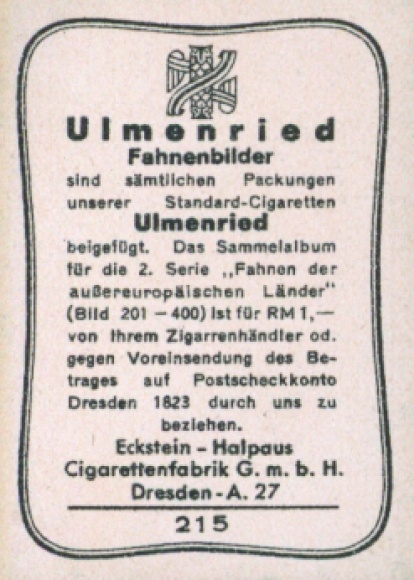 Ulmenried
Fahnenbilder
sind sämtlichen Packungen
unserer Standard-Cigaretten
Ulmenried
beigefügt. Das Sammelalbum
für die 2. Serie „Fahnen der
außereuropäischen Länder"
(Bild 201 – 400) ist für RM 1,—
von Ihrem Zigarrenhändler od.
gegen Voreinsendung des Be-
trages auf Postscheckkonto
Dresden 1823 durch uns zu
beziehen.
Eckstein - Halpaus
Cigarettenfabrik G. m. b. H.
Dresden-A. 27
215